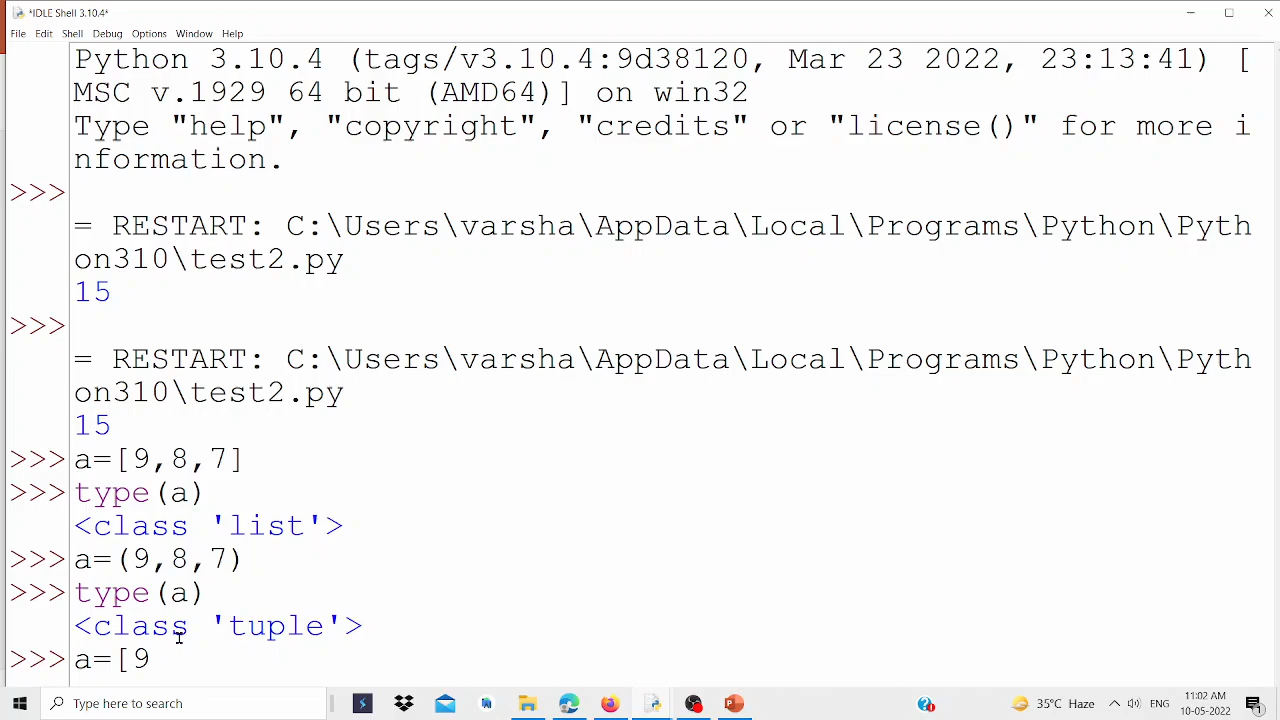 *IDLE Shell 3.10.4*
File Edit Shell Debug Options Window Help
Python 3.10.4 (tags/v3.10.4:9d38120, Mar 23 2022, 23:13:41) [
MSC v.1929 64 bit (AMD64)] on win32
Type "help", "copyright", "credits" or "license()" for more i
nformation.
>>>
= RESTART: C:\Users\varsha\AppData\Local\Programs\Python\Pyth
on310\test2.py
15
>>>
= RESTART: C:\Users\varsha\AppData\Local\Programs\Python\Pyth
on310\test2.py
15
>>> a=[9,8,7]
>>> type(a)
<class 'list'>
>>> a=(9,8,7)
>>> type(a)
<class 'tuple'>
>>> a=[9
Type here to search
35°C Haze
ENG
11:02 AM
10-05-2022